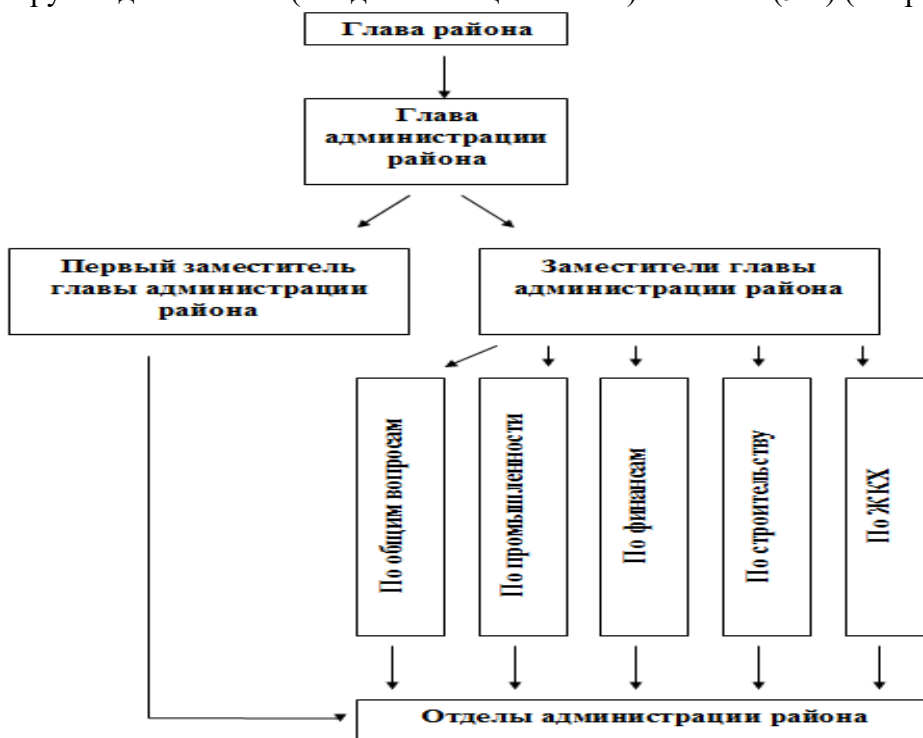 Глава района
Глава
администрации
района
Первый заместитель
главы администрации
района
Заместители главы
администрации района
По общим вопросам
По промышленности
По финансам
По строительству
По ЖКХ
Отделы администрации района